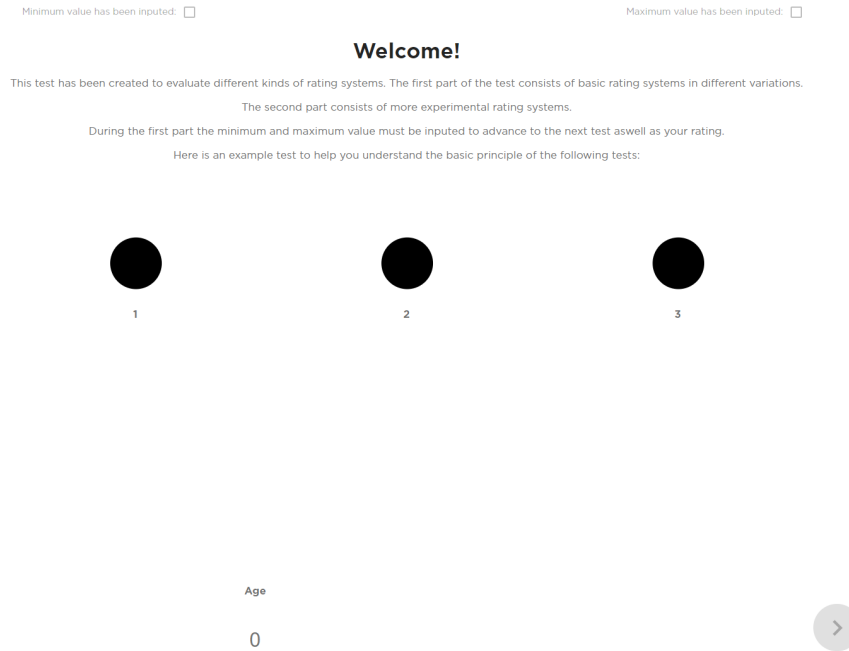 Minimum value has been inputed:
Maximum value has been inputed:
Welcome!
This test has been created to evaluate different kinds of rating systems. The first part of the test consists of basic rating systems in different variations.
The second part consists of more experimental rating systems.
During the first part the minimum and maximum value must be inputed to advance to the next test aswell as your rating.
Here is an example test to help you understand the basic principle of the following tests:
1
2
3
Age
0